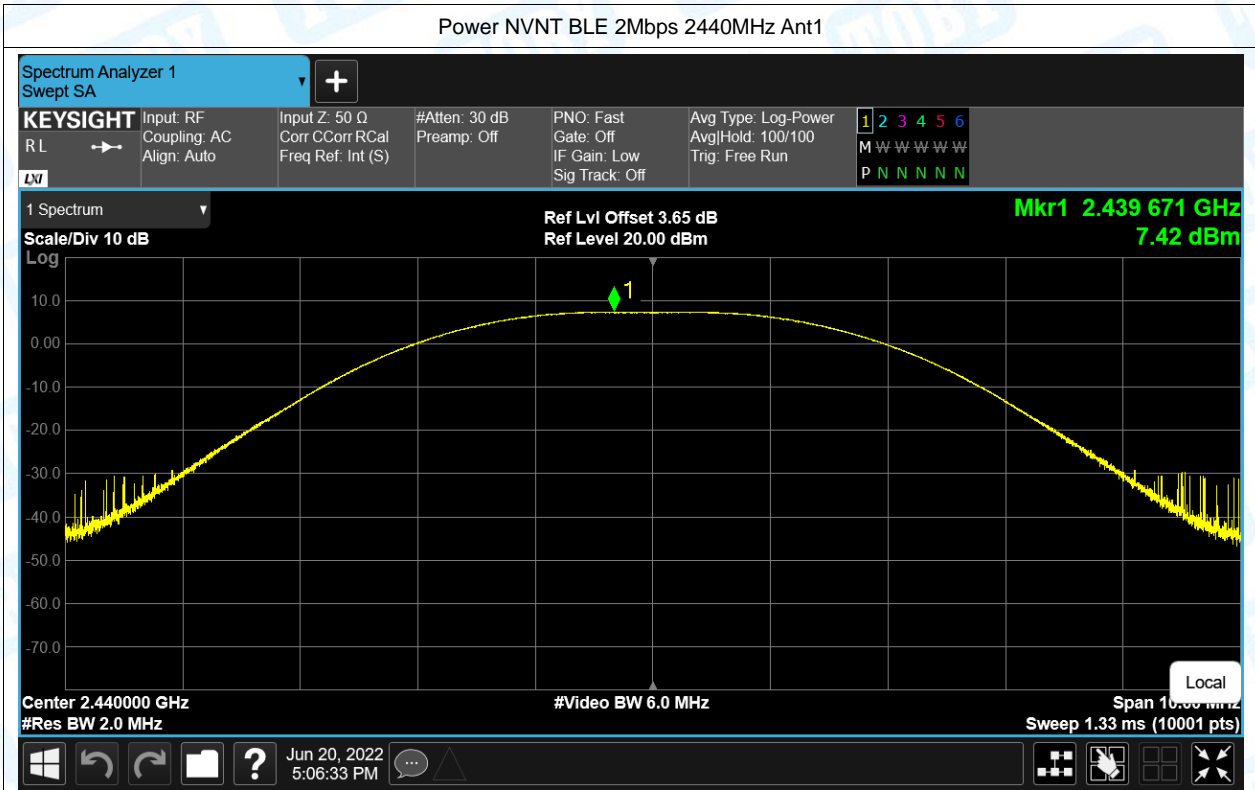 Power NVNT BLE 2Mbps 2440MHz Ant1
Spectrum Analyzer 1
Swept SA
KEYSIGHT
R L
LXI
Input: RF
Coupling: AC
Align: Auto
Input Z: 50 Ω
Corr CCorr RCal
Freq Ref: Int (S)
#Atten: 30 dB
Preamp: Off
PNO: Fast
Gate: Off
IF Gain: Low
Sig Track: Off
Avg Type: Log-Power
Avg|Hold: 100/100
Trig: Free Run
1 2 3 4 5 6
M W W W W W
P N N N N N
1 Spectrum
Scale/Div 10 dB
Log
Ref Lvl Offset 3.65 dB
Ref Level 20.00 dBm
Mkr1 2.439 671 GHz
7.42 dBm
1
10.0
0.00
-10.0
-20.0
-30.0
-40.0
-50.0
-60.0
-70.0
Center 2.440000 GHz
#Res BW 2.0 MHz
#Video BW 6.0 MHz
Local
Span 10.00 MHz
Sweep 1.33 ms (10001 pts)
?
Jun 20, 2022
5:06:33 PM